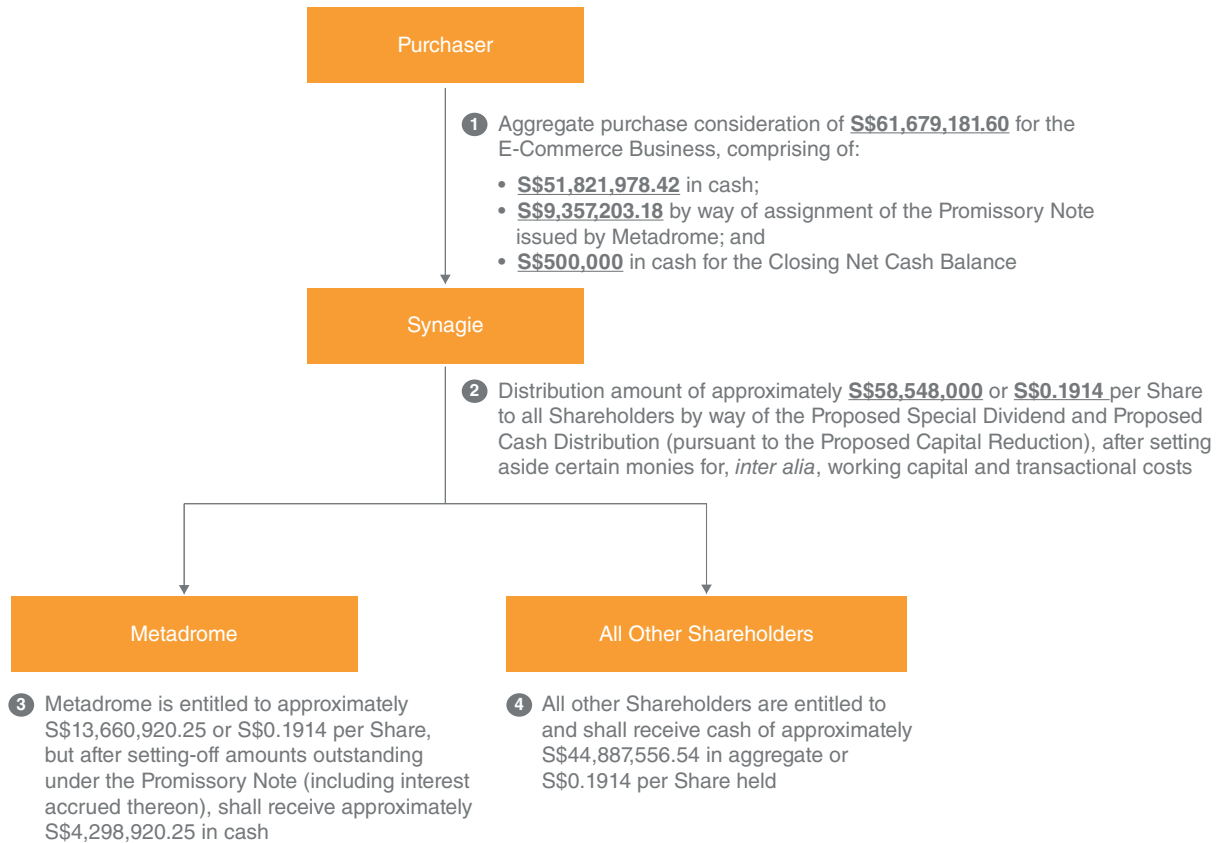 Purchaser
1 Aggregate purchase consideration of S$61,679,181.60 for the
E-Commerce Business, comprising of:
• S$51,821,978.42 in cash;
• S$9,357,203.18 by way of assignment of the Promissory Note
issued by Metadrome; and
• S$500,000 in cash for the Closing Net Cash Balance
Synagie
2 Distribution amount of approximately S$58,548,000 or S$0.1914 per Share
to all Shareholders by way of the Proposed Special Dividend and Proposed
Cash Distribution (pursuant to the Proposed Capital Reduction), after setting
aside certain monies for, inter alia, working capital and transactional costs
Metadrome
All Other Shareholders
3 Metadrome is entitled to approximately
S$13,660,920.25 or S$0.1914 per Share,
but after setting-off amounts outstanding
under the Promissory Note (including interest
accrued thereon), shall receive approximately
S$4,298,920.25 in cash
4 All other Shareholders are entitled to
and shall receive cash of approximately
S$44,887,556.54 in aggregate or
S$0.1914 per Share held